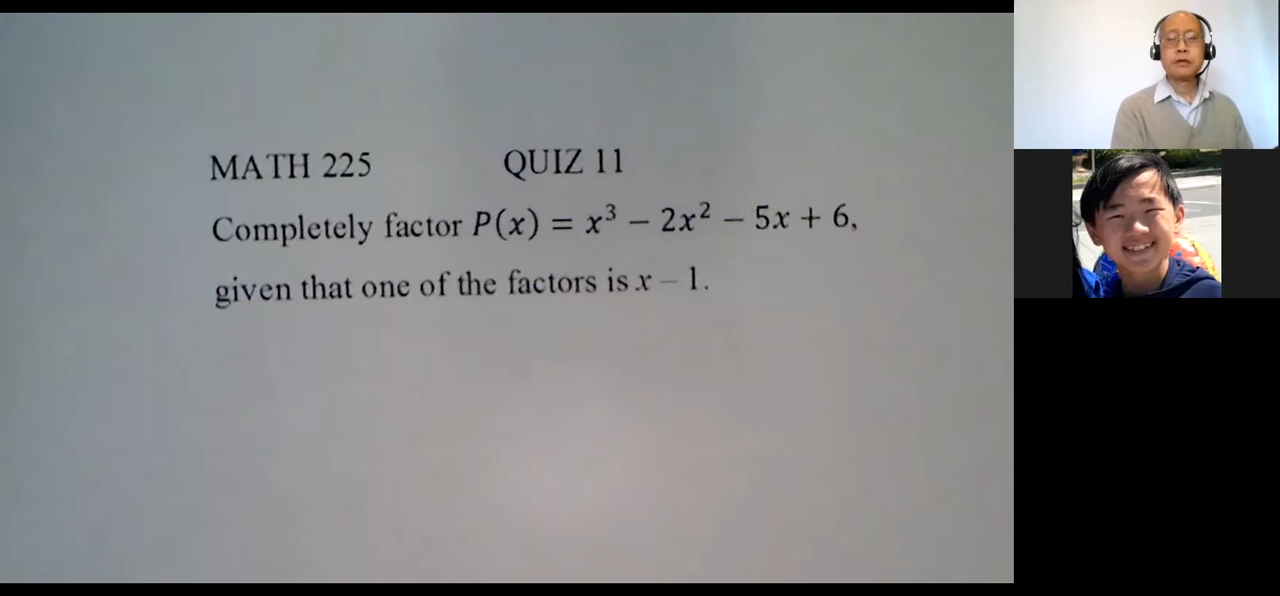 MATH 225 QUIZ 11
Completely factor P(x) = x³ − 2x² − 5x + 6,
given that one of the factors is x − 1.